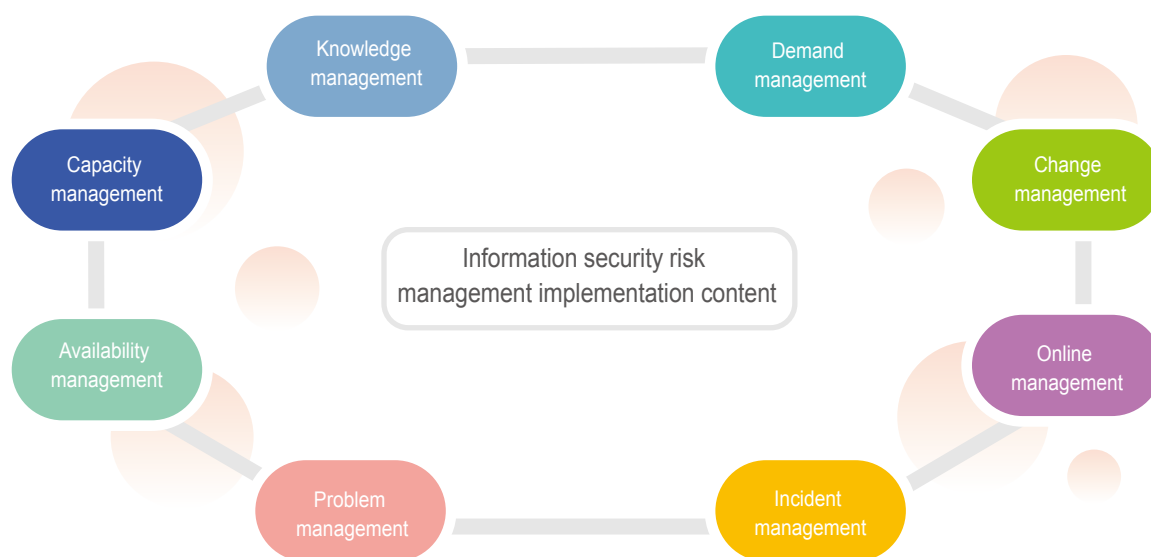 Knowledge
management
Demand
management
Capacity
management
Change
management
Information security risk
management implementation content
Availability
management
Online
management
Problem
management
Incident
management